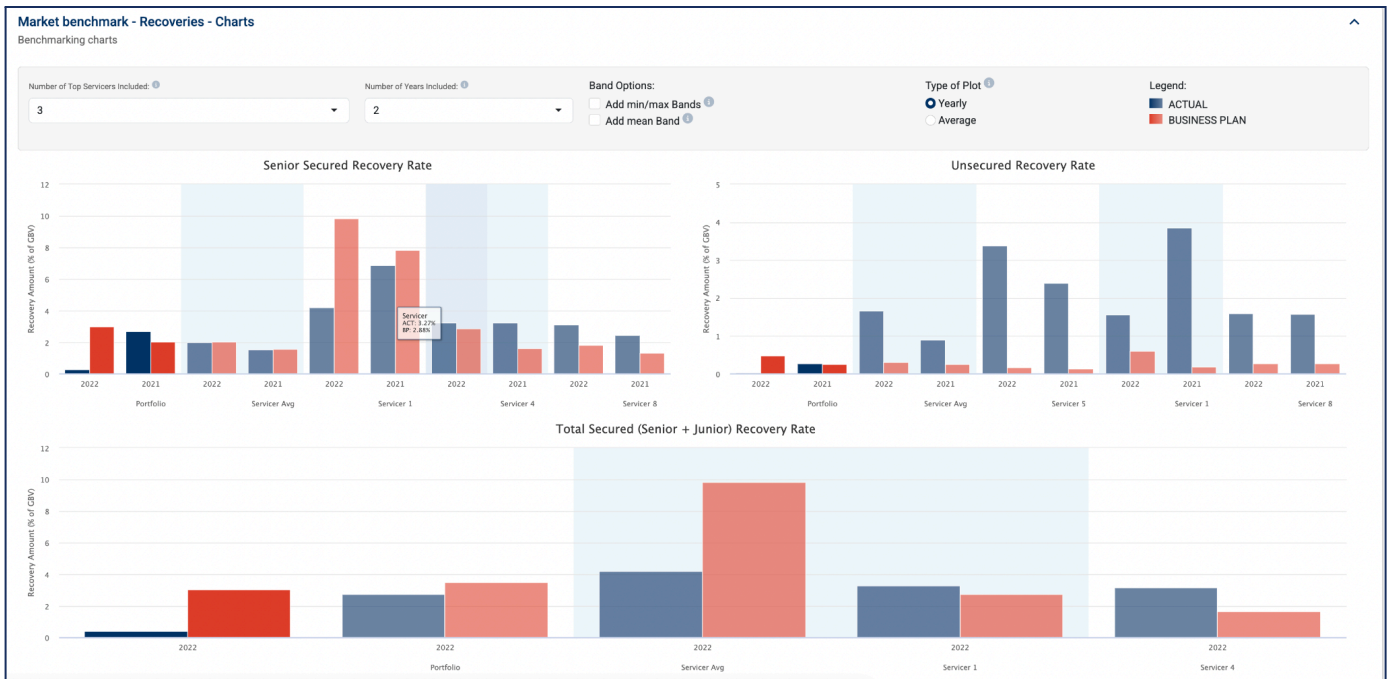 Market benchmark - Recoveries - Charts
Benchmarking charts
Number of Top Servicers Included:
3
Number of Years Included:
2
Band Options:
Add min/max Bands
Add mean Band
Type of Plot
Yearly
Average
Legend:
ACTUAL
BUSINESS PLAN
Senior Secured Recovery Rate
Recovery Amount (% of GBV)
12
10
8
6
4
2
0
Servicer
ACT: 3.27%
BP: 2.88%
2022 2021 2022 2021 2022 2021 2022 2021 2022 2021
Portfolio Servicer Avg Servicer 1 Servicer 4 Servicer 8
Unsecured Recovery Rate
Recovery Amount (% of GBV)
5
4
3
2
1
0
2022 2021 2022 2021 2022 2021 2022 2021 2022 2021
Portfolio Servicer Avg Servicer 5 Servicer 1 Servicer 8
Total Secured (Senior + Junior) Recovery Rate
Recovery Amount (% of GBV)
12
10
8
6
4
2
0
2022 2022 2022 2022 2022
Portfolio Servicer Avg Servicer 1 Servicer 4